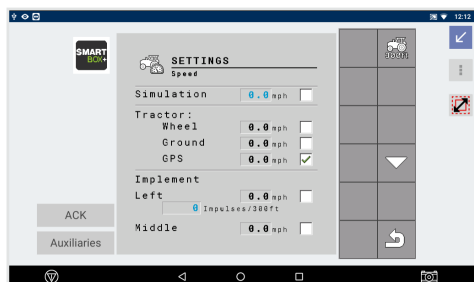 12:12
SMART
BOX+
SETTINGS
Speed
300ft
Simulation 0.0 mph
Tractor:
Wheel 0.0 mph
Ground 0.0 mph
GPS 0.0 mph
Implement
Left 0.0 mph
0 Impulses/300ft
Middle 0.0 mph
ACK
Auxiliaries